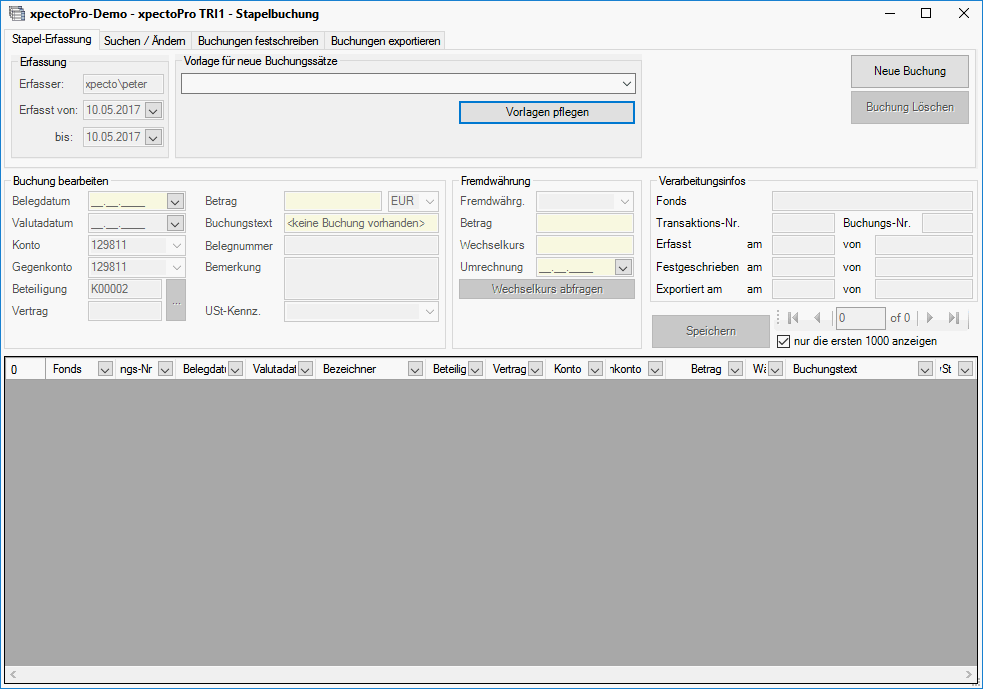 xpectoPro-Demo - xpectoPro TRI1 - Stapelbuchung
Stapel-Erfassung Suchen / Ändern Buchungen festschreiben Buchungen exportieren
Erfassung
Erfasser: xpecto\peter
Erfasst von: 10.05.2017
bis: 10.05.2017
Vorlage für neue Buchungssätze
Vorlagen pflegen
Neue Buchung
Buchung Löschen
Buchung bearbeiten
Belegdatum __.__.____
Valutadatum __.__.____
Konto 129811
Gegenkonto 129811
Beteiligung K00002 ...
Vertrag
Betrag EUR
Buchungstext <keine Buchung vorhanden>
Belegnummer
Bemerkung
USt-Kennz.
Fremdwährung
Fremdwährg.
Betrag
Wechselkurs
Umrechnung __.__.____
Wechselkurs abfragen
Verarbeitungsinfos
Fonds
Transaktions-Nr. Buchungs-Nr.
Erfasst am von
Festgeschrieben am von
Exportiert am am von
Speichern
0 of 0
nur die ersten 1000 anzeigen
0 Fonds ngs-Nr Belegdatu Valutadat Bezeichner Beteilig Vertrag Konto nkonto Betrag Wä Buchungstext St